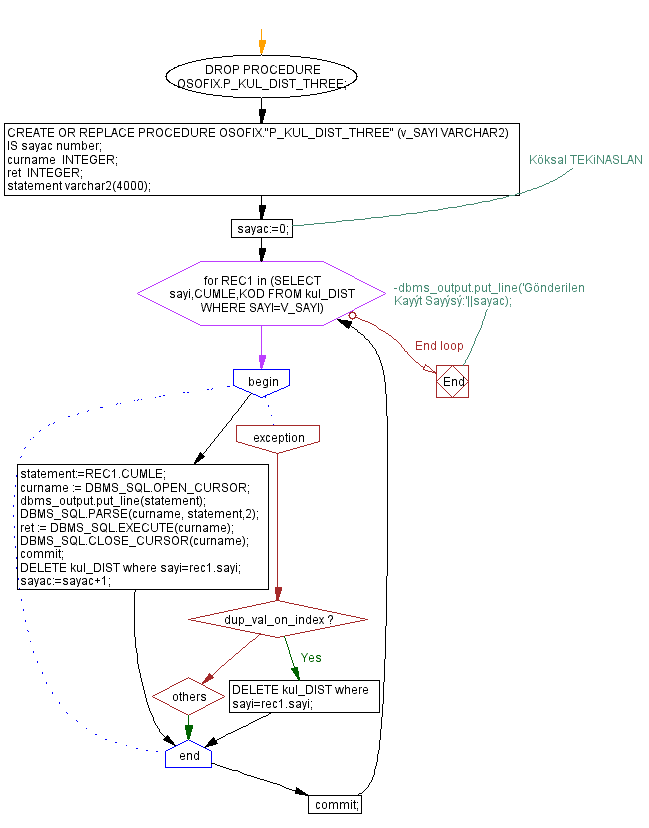 DROP PROCEDURE
OSOFIX.P_KUL_DIST_THREE;
CREATE OR REPLACE PROCEDURE OSOFIX."P_KUL_DIST_THREE" (v_SAYI VARCHAR2)
IS sayac number;
curname  INTEGER;
ret  INTEGER;
statement varchar2(4000);
Köksal TEKiNASLAN
sayac:=0;
for REC1 in (SELECT
sayi,CUMLE,KOD FROM kul_DIST
WHERE SAYI=V_SAYI)
-dbms_output.put_line('Gönderilen
Kayýt Sayýsý:'||sayac);
End loop
End
begin
exception
statement:=REC1.CUMLE;
curname := DBMS_SQL.OPEN_CURSOR;
dbms_output.put_line(statement);
DBMS_SQL.PARSE(curname, statement,2);
ret := DBMS_SQL.EXECUTE(curname);
DBMS_SQL.CLOSE_CURSOR(curname);
commit;
DELETE kul_DIST where sayi=rec1.sayi;
sayac:=sayac+1;
dup_val_on_index ?
Yes
others
DELETE kul_DIST where
sayi=rec1.sayi;
end
commit;